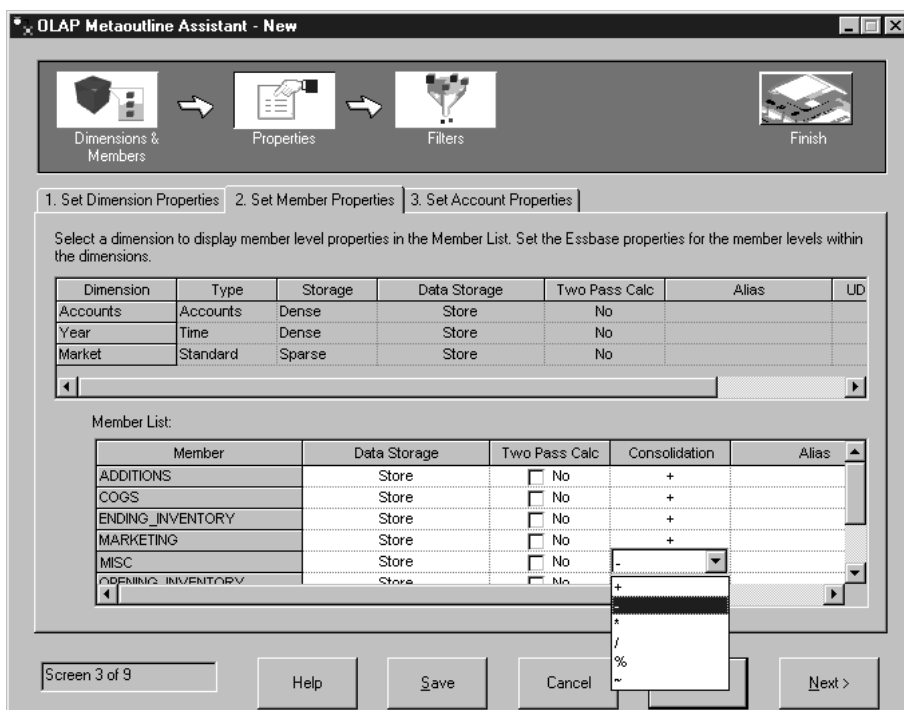 OLAP Metaoutline Assistant - New
Dimensions &
Members
Properties
Filters
Finish
1. Set Dimension Properties 2. Set Member Properties 3. Set Account Properties
Select a dimension to display member level properties in the Member List. Set the Essbase properties for the member levels within
the dimensions.
Dimension Type Storage Data Storage Two Pass Calc Alias UD
Accounts Accounts Dense Store No
Year Time Dense Store No
Market Standard Sparse Store No
Member List:
Member Data Storage Two Pass Calc Consolidation Alias
ADDITIONS Store No +
COGS Store No +
ENDING_INVENTORY Store No +
MARKETING Store No +
MISC Store No -
OPENING_INVENTORY Store No
+
-
*
/
%
~
Screen 3 of 9
Help Save Cancel Next >